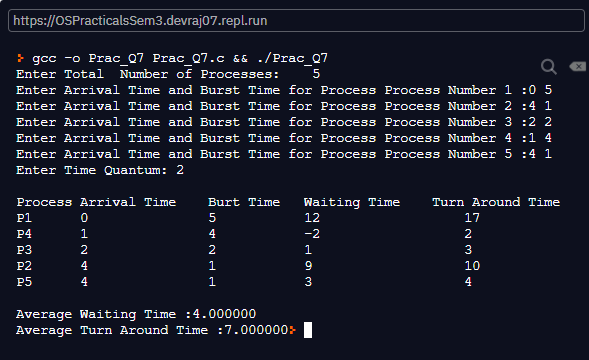 https://OSPracticalsSem3.devraj07.repl.run
gcc -o Prac_Q7 Prac_Q7.c && ./Prac_Q7
Enter Total  Number of Processes:    5
Enter Arrival Time and Burst Time for Process Process Number 1 :0 5
Enter Arrival Time and Burst Time for Process Process Number 2 :4 1
Enter Arrival Time and Burst Time for Process Process Number 3 :2 2
Enter Arrival Time and Burst Time for Process Process Number 4 :1 4
Enter Arrival Time and Burst Time for Process Process Number 5 :4 1
Enter Time Quantum: 2
Process Arrival Time    Burt Time   Waiting Time    Turn Around Time
P1      0               5           12                  17
P4      1               4           -2                  2
P3      2               2           1                   3
P2      4               1           9                   10
P5      4               1           3                   4
Average Waiting Time :4.000000
Average Turn Around Time :7.000000